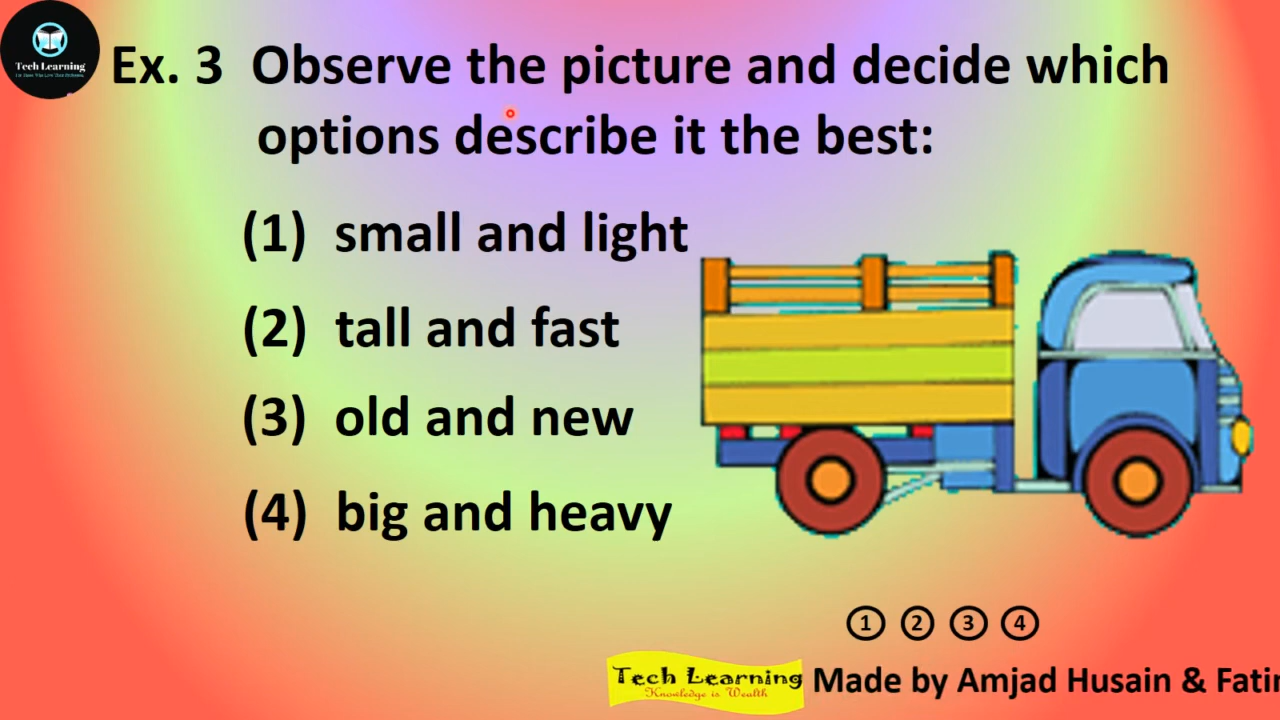 Tech Learning
Ex. 3 Observe the picture and decide which
options describe it the best:
(1) small and light
(2) tall and fast
(3) old and new
(4) big and heavy
1 2 3 4
Tech Learning
Knowledge is Wealth
Made by Amjad Husain &